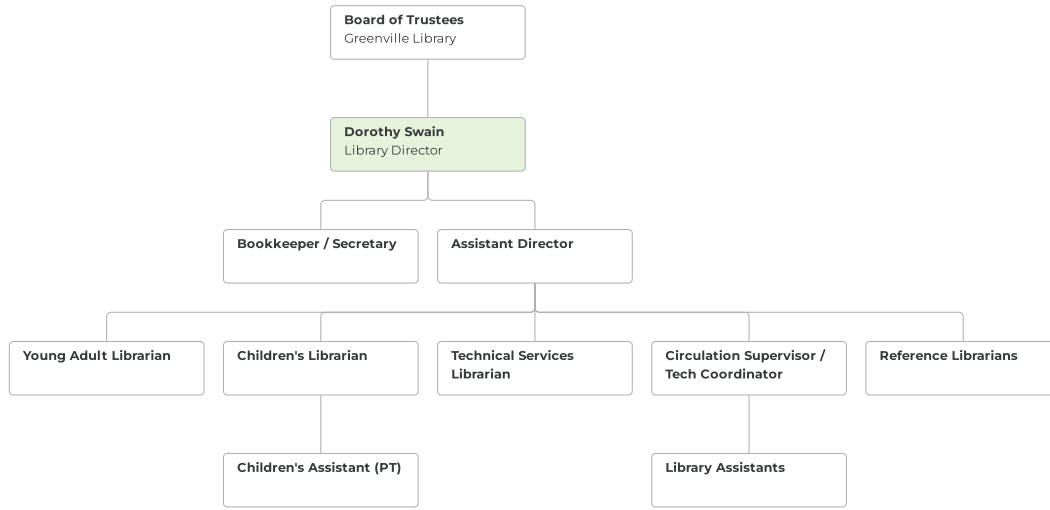 Board of Trustees
Greenville Library
Dorothy Swain
Library Director
Bookkeeper / Secretary
Assistant Director
Young Adult Librarian
Children's Librarian
Technical Services
Librarian
Circulation Supervisor /
Tech Coordinator
Reference Librarians
Children's Assistant (PT)
Library Assistants